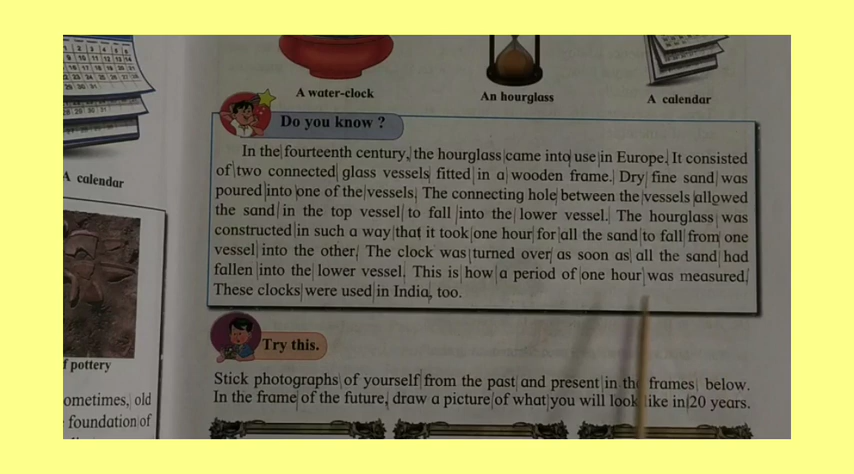 A water-clock
An hourglass
A calendar
Do you know ?
In the fourteenth century, the hourglass came into use in Europe. It consisted
of two connected glass vessels fitted in a wooden frame. Dry fine sand was
poured into one of the vessels. The connecting hole between the vessels allowed
the sand in the top vessel to fall into the lower vessel. The hourglass was
constructed in such a way that it took one hour for all the sand to fall from one
vessel into the other. The clock was turned over as soon as all the sand had
fallen into the lower vessel. This is how a period of one hour was measured.
These clocks were used in India, too.
A calendar
f pottery
ometimes, old
foundation of
Try this.
Stick photographs of yourself from the past and present in the frames below.
In the frame of the future, draw a picture of what you will look like in 20 years.